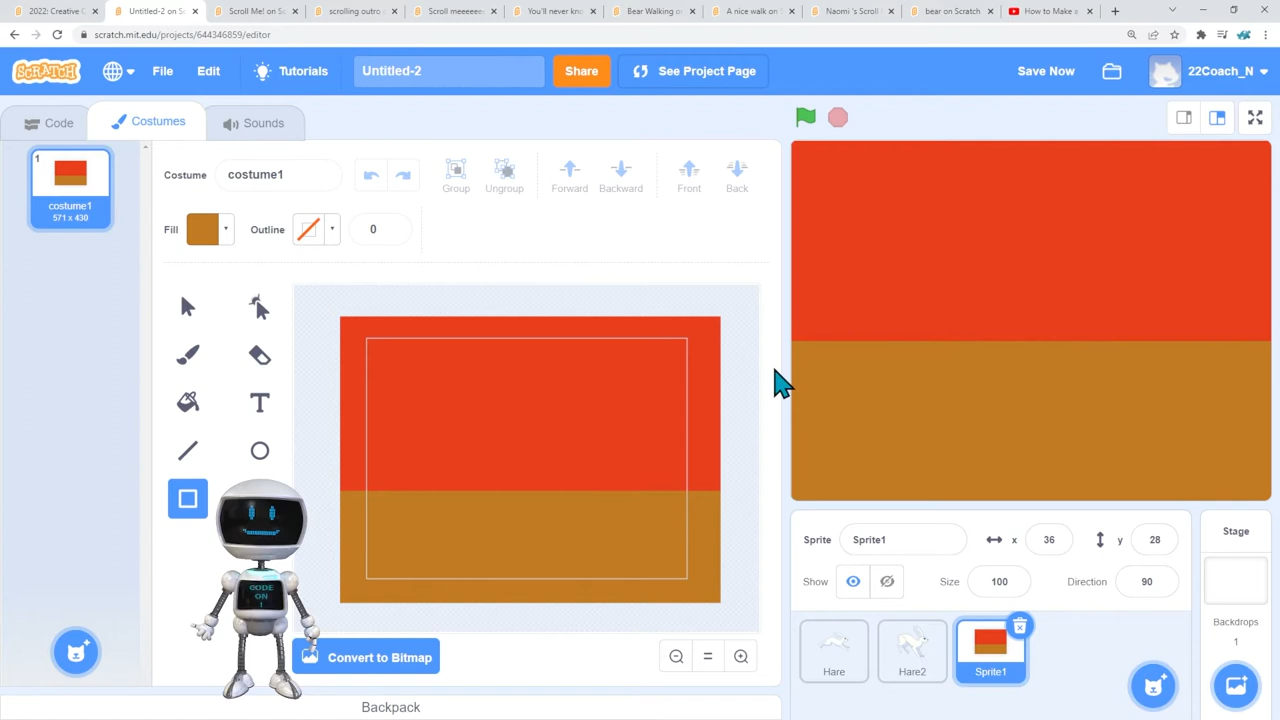 2022: Creative C
Untitled-2 on Sc
Scroll Me! on Sc
scrolling outro o
Scroll meeeeee
You'll never kno
Bear Walking on
A nice walk on S
Naomi 's Scroll
bear on Scratch
How to Make a
scratch.mit.edu/projects/644346859/editor
SCRATCH
File
Edit
Tutorials
Untitled-2
Share
See Project Page
Save Now
22Coach_N
Code
Costumes
Sounds
1
costume1
571 x 430
Costume
costume1
Group
Ungroup
Forward
Backward
Front
Back
Fill
Outline
0
CODE
ON
!
Convert to Bitmap
Backpack
Sprite
Sprite1
x
36
y
28
Show
Size
100
Direction
90
Hare
Hare2
Sprite1
Stage
Backdrops
1